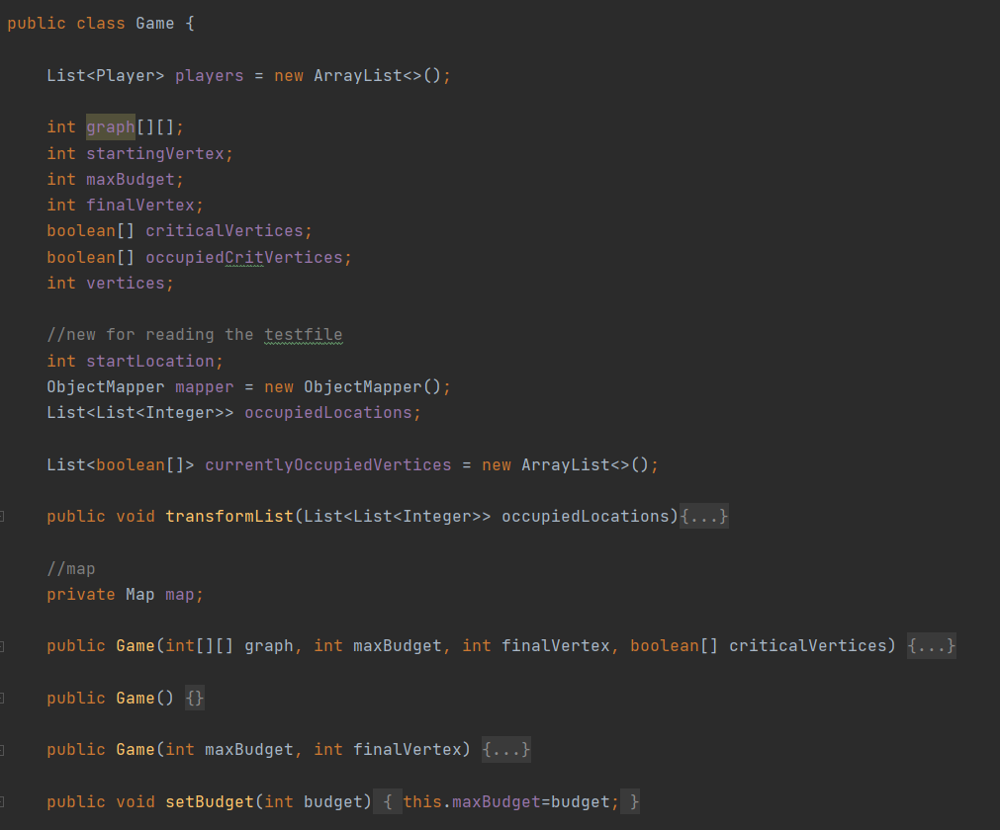 public class Game {
List<Player> players = new ArrayList<>();
int graph[][];
int startingVertex;
int maxBudget;
int finalVertex;
boolean[] criticalVertices;
boolean[] occupiedCritVertices;
int vertices;
//new for reading the testfile
int startLocation;
ObjectMapper mapper = new ObjectMapper();
List<List<Integer>> occupiedLocations;
List<boolean[]> currentlyOccupiedVertices = new ArrayList<>();
public void transformList(List<List<Integer>> occupiedLocations){...}
//map
private Map map;
public Game(int[][] graph, int maxBudget, int finalVertex, boolean[] criticalVertices) {...}
public Game() {}
public Game(int maxBudget, int finalVertex) {...}
public void setBudget(int budget) { this.maxBudget=budget; }